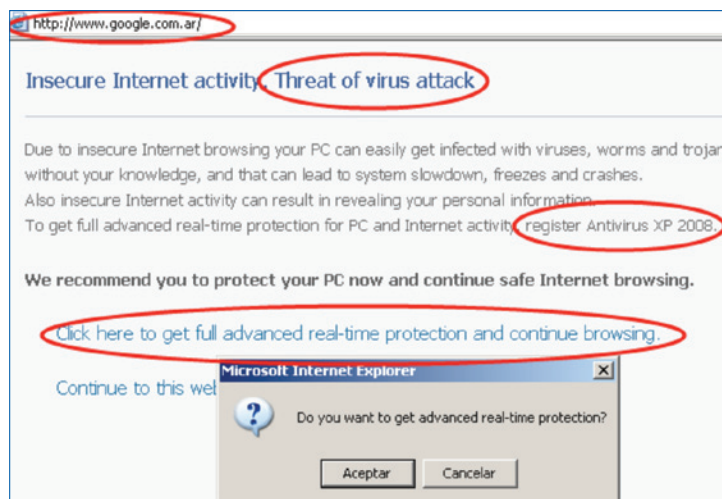 http://www.google.com.ar/
Insecure Internet activity. Threat of virus attack
Due to insecure Internet browsing your PC can easily get infected with viruses, worms and trojan
without your knowledge, and that can lead to system slowdown, freezes and crashes.
Also insecure Internet activity can result in revealing your personal information.
To get full advanced real-time protection for PC and Internet activity, register Antivirus XP 2008.
We recommend you to protect your PC now and continue safe Internet browsing.
Click here to get full advanced real-time protection and continue browsing.
Microsoft Internet Explorer
Continue to this
Do you want to get advanced real-time protection?
Aceptar Cancelar